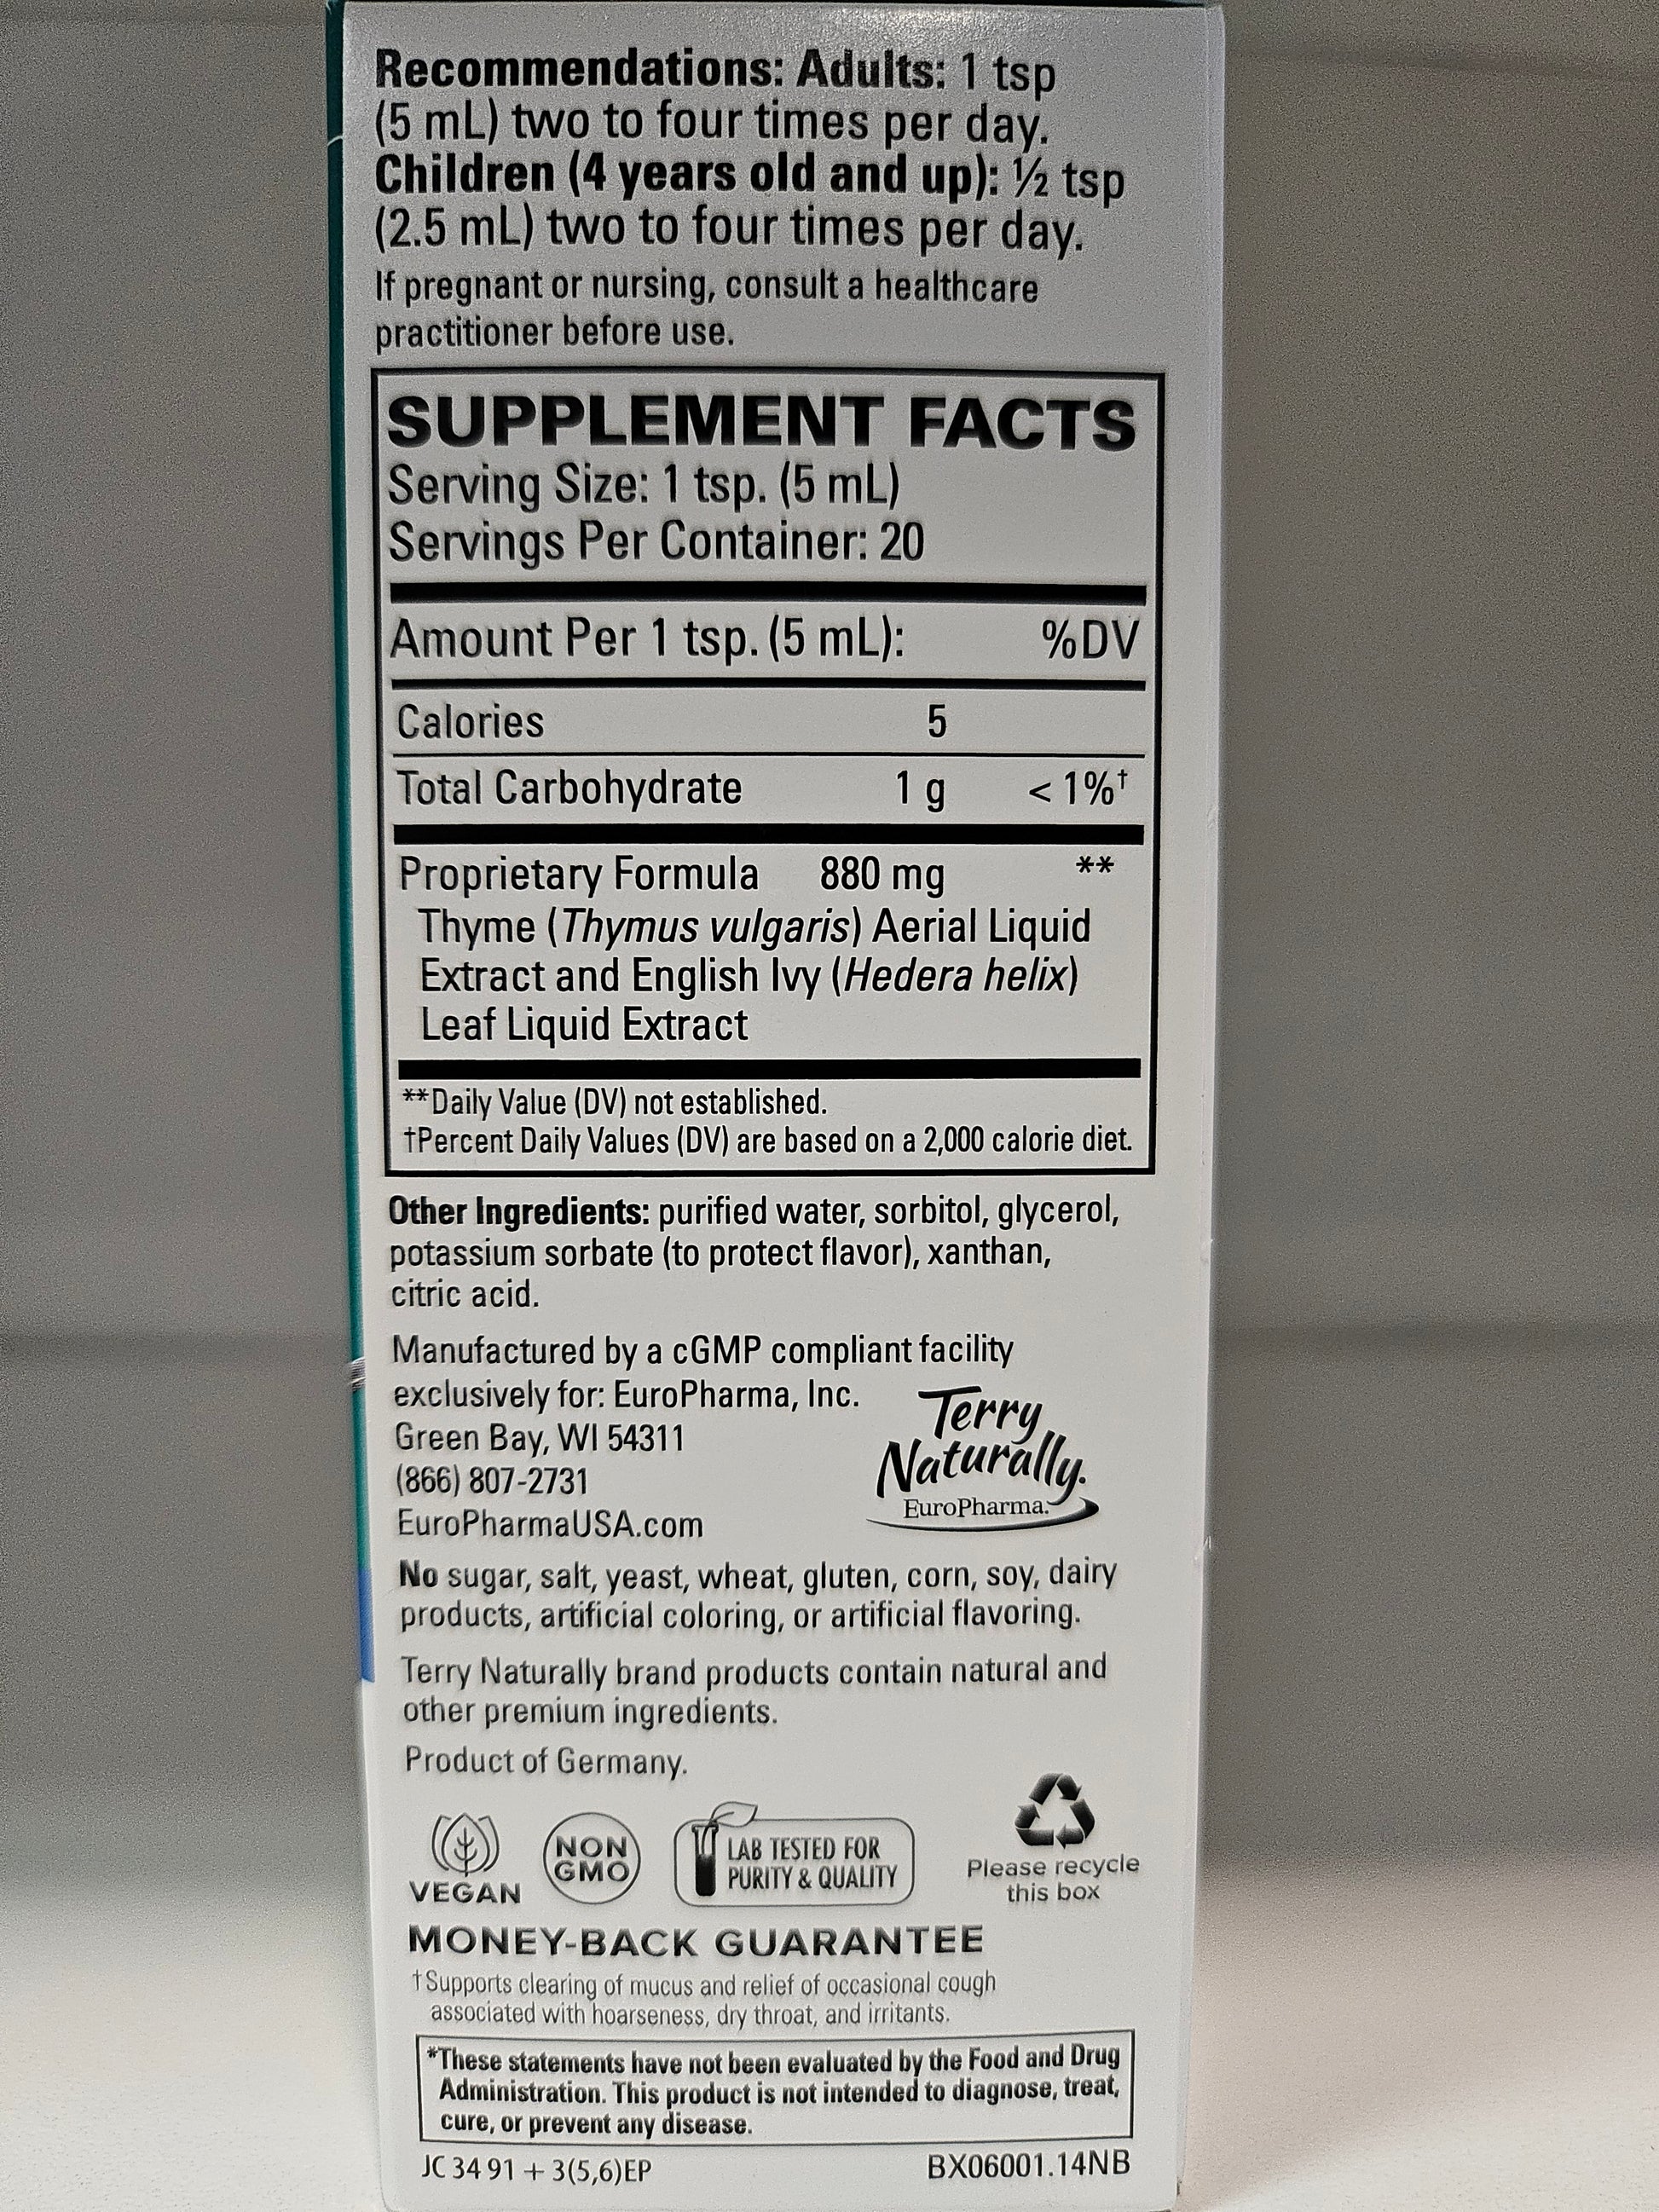 Recommendations: Adults: 1 tsp
(5 mL) two to four times per day.
Children (4 years old and up): ½ tsp
(2.5 mL) two to four times per day.
If pregnant or nursing, consult a healthcare
practitioner before use.
SUPPLEMENT FACTS
Serving Size: 1 tsp. (5 mL)
Servings Per Container: 20
Amount Per 1 tsp. (5 mL): %DV
Calories 5
Total Carbohydrate 1 g < 1%†
Proprietary Formula 880 mg **
Thyme (Thymus vulgaris) Aerial Liquid
Extract and English Ivy (Hedera helix)
Leaf Liquid Extract
**Daily Value (DV) not established.
†Percent Daily Values (DV) are based on a 2,000 calorie diet.
Other Ingredients: purified water, sorbitol, glycerol,
potassium sorbate (to protect flavor), xanthan,
citric acid.
Manufactured by a cGMP compliant facility
exclusively for: EuroPharma, Inc.
Green Bay, WI 54311
(866) 807-2731
EuroPharmaUSA.com
Terry
Naturally.
EuroPharma.
No sugar, salt, yeast, wheat, gluten, corn, soy, dairy
products, artificial coloring, or artificial flavoring.
Terry Naturally brand products contain natural and
other premium ingredients.
Product of Germany.
VEGAN
NON
GMO
LAB TESTED FOR
PURITY & QUALITY
Please recycle
this box
MONEY-BACK GUARANTEE
†Supports clearing of mucus and relief of occasional cough
associated with hoarseness, dry throat, and irritants.
*These statements have not been evaluated by the Food and Drug
Administration. This product is not intended to diagnose, treat,
cure, or prevent any disease.
JC 34 91 + 3(5,6)EP BX06001.14NB